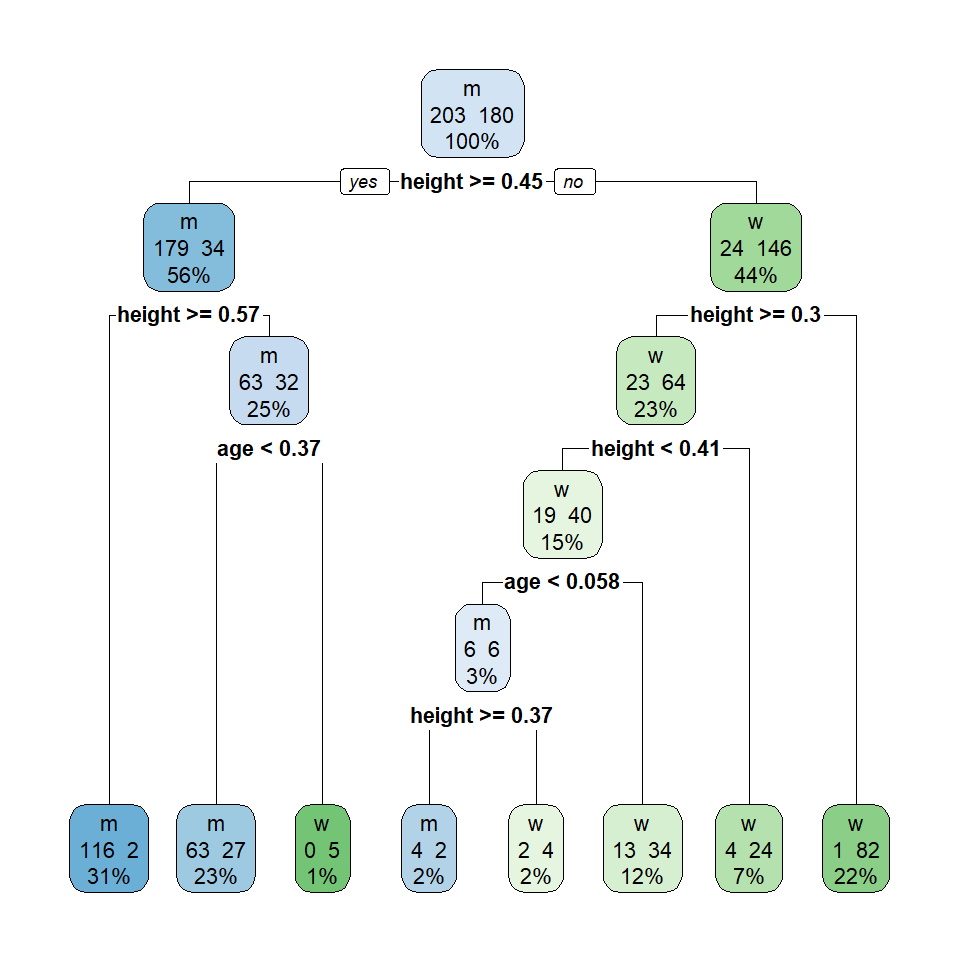 m
203 180
100%
yes height >= 0.45 no
m
179 34
56%
w
24 146
44%
height >= 0.57
height >= 0.3
m
63 32
25%
w
23 64
23%
age < 0.37
height < 0.41
w
19 40
15%
age < 0.058
m
6 6
3%
height >= 0.37
m
116 2
31%
m
63 27
23%
w
0 5
1%
m
4 2
2%
w
2 4
2%
w
13 34
12%
w
4 24
7%
w
1 82
22%